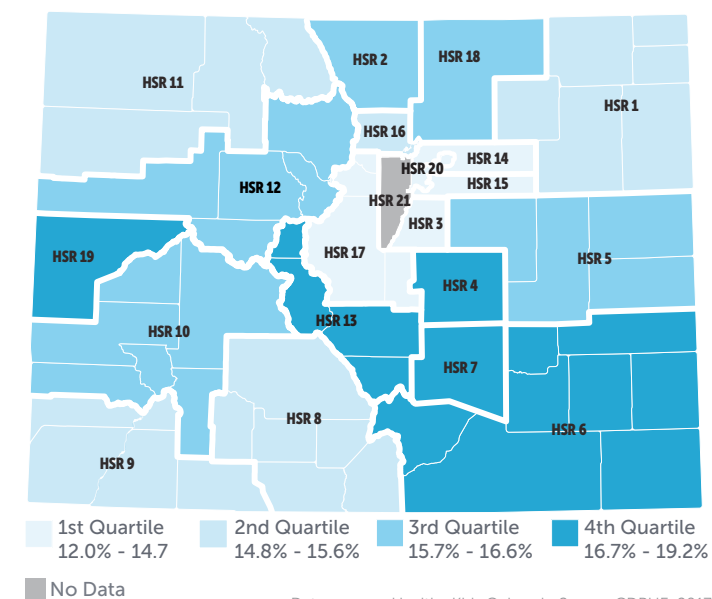 HSR 2
HSR 18
HSR 11
HSR 1
HSR 16
HSR 14
HSR 20
HSR 15
HSR 12
HSR 21
HSR 3
HSR 17
HSR 19
HSR 5
HSR 4
HSR 13
HSR 10
HSR 7
HSR 8
HSR 6
HSR 9
1st Quartile
12.0% - 14.7
2nd Quartile
14.8% - 15.6%
3rd Quartile
15.7% - 16.6%
4th Quartile
16.7% - 19.2%
No Data